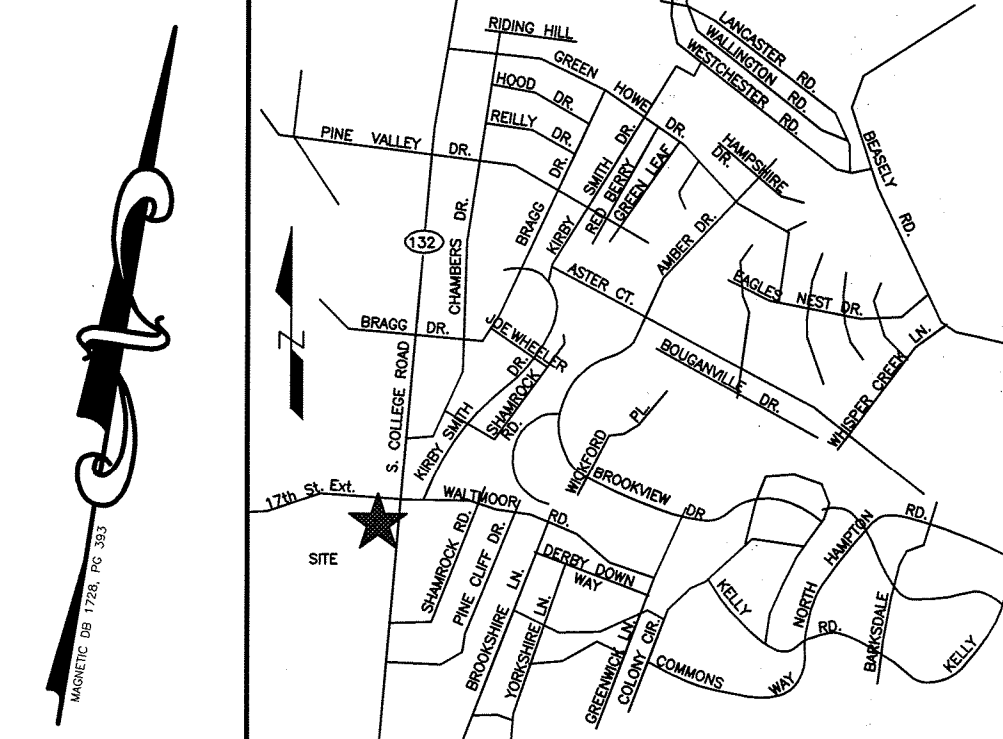 MAGNETIC DB 1728, PG 393
RIDING HILL
GREEN HOWE DR.
HOOD DR.
REILLY DR.
PINE VALLEY DR.
LANCASTER RD.
WALLINGTON RD.
WESTCHESTER RD.
BEASELY RD.
HAMPSHIRE DR.
KIRBY SMITH DR.
RED BERRY
GREEN LEAF
BRAGG DR.
AMBER DR.
132
CHAMBERS DR.
ASTER CT.
EAGLES NEST DR.
N
BRAGG DR.
JOE WHEELER DR.
BOUGANVILLE DR.
WHISPER CREEK LN.
S. COLLEGE ROAD
KIRBY SMITH
SHAMROCK RD.
WICKFORD PL.
BROOKVIEW DR.
17th St. Ext.
WALTMOOR RD.
SITE
SHAMROCK RD.
PINE CLIFF DR.
DERBY DOWN WAY
BROOKSHIRE LN.
YORKSHIRE LN.
GREENWICK LN.
COLONY CIR.
COMMONS WAY
KELLY RD.
NORTH HAMPTON RD.
BARKSDALE
KELLY